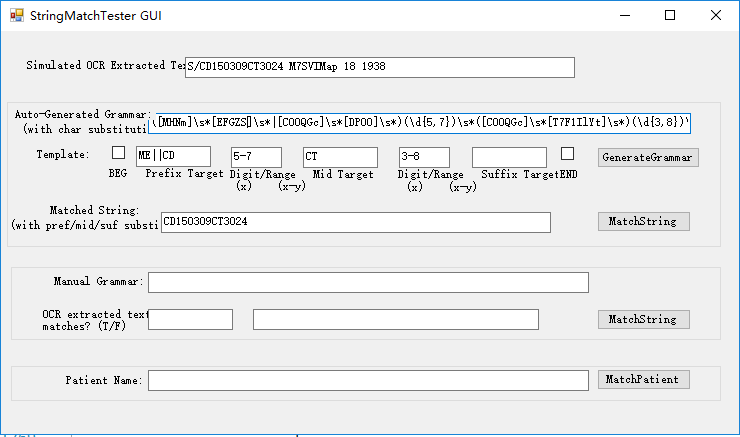 StringMatchTester GUI
Simulated OCR Extracted Te
S/CD150309CT3024 M7SVIMap 18 1938
Auto-Generated Grammar:
(with char substituti
\[MHNm]\s*[EFGZS]\s*|[COOQGc]\s*[DPOO]\s*)(\d{5,7})\s*([COOQGc]\s*[T7F1IlYt]\s*)(\d{3,8})\
Template:
BEG
ME||CD
Prefix Target
5-7
Digit/Range
(x) (x-y)
CT
Mid Target
3-8
Digit/Range
(x) (x-y)
Suffix Target
END
GenerateGrammar
Matched String:
(with pref/mid/suf substi
CD150309CT3024
MatchString
Manual Grammar:
OCR extracted text
matches? (T/F)
MatchString
Patient Name:
MatchPatient